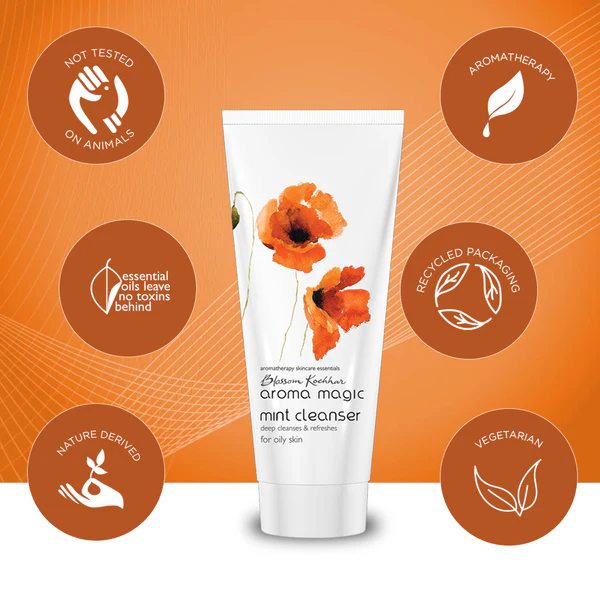 NOT TESTED
ON ANIMALS
AROMATHERAPY
essential
oils leave
no toxins
behind
RECYCLED PACKAGING
NATURE DERIVED
VEGETARIAN
aromatherapy skincare essentials
Blossom Kochhar
aroma magic
mint cleanser
deep cleanses & refreshes
for oily skin